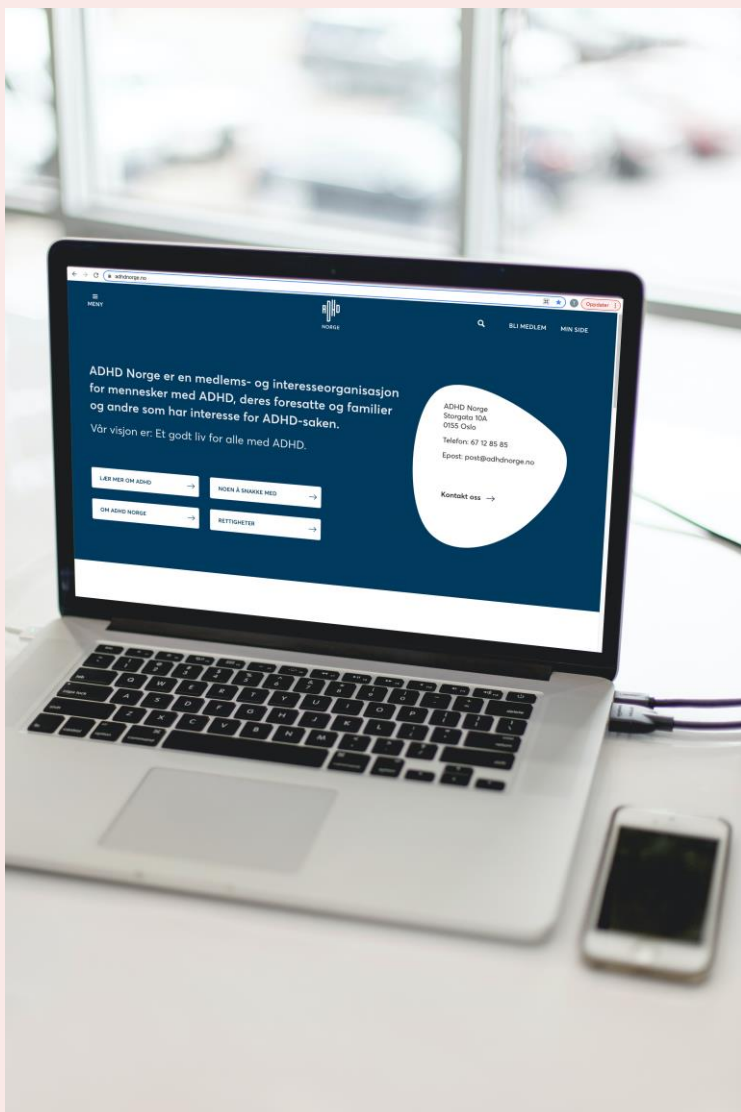 adhdnorge.no
Oppdater
MENY
ADHD
NORGE
BLI MEDLEM MIN SIDE
ADHD Norge er en medlems- og interesseorganisasjon
for mennesker med ADHD, deres foresatte og familier
og andre som har interesse for ADHD-saken.
Vår visjon er: Et godt liv for alle med ADHD.
LÆR MER OM ADHD →
NOEN Å SNAKKE MED →
OM ADHD NORGE →
RETTIGHETER →
ADHD Norge
Storgata 10A
0155 Oslo
Telefon: 67 12 85 85
Epost: post@adhdnorge.no
Kontakt oss →
Q W E R T Y U I O P
A S D F G H J K L
Z X C V B N M